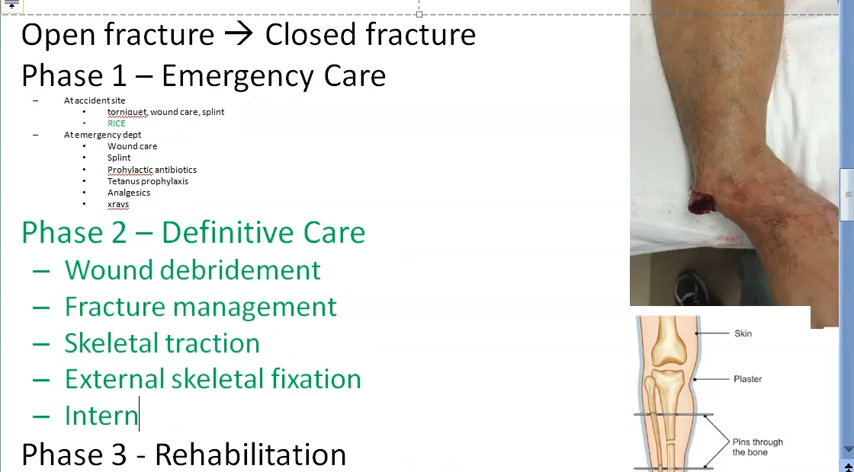 Open fracture → Closed fracture
Phase 1 – Emergency Care
– At accident site
• torniquet, wound care, splint
• RICE
– At emergency dept
• Wound care
• Splint
• Prohylactic antibiotics
• Tetanus prophylaxis
• Analgesics
• xrays
Phase 2 – Definitive Care
– Wound debridement
– Fracture management
– Skeletal traction
– External skeletal fixation
– Intern
Phase 3 - Rehabilitation
Skin
Plaster
Pins through
the bone